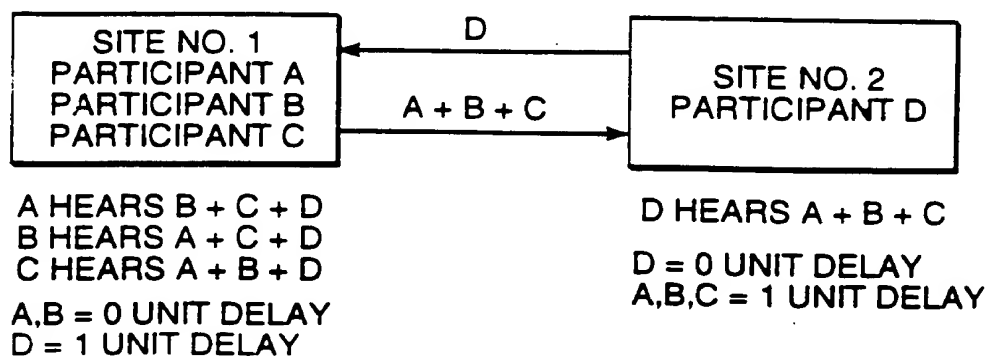 SITE NO. 1
PARTICIPANT A
PARTICIPANT B
PARTICIPANT C
D
A + B + C
SITE NO. 2
PARTICIPANT D
A HEARS B + C + D
B HEARS A + C + D
C HEARS A + B + D
A,B = 0 UNIT DELAY
D = 1 UNIT DELAY
D HEARS A + B + C
D = 0 UNIT DELAY
A,B,C = 1 UNIT DELAY